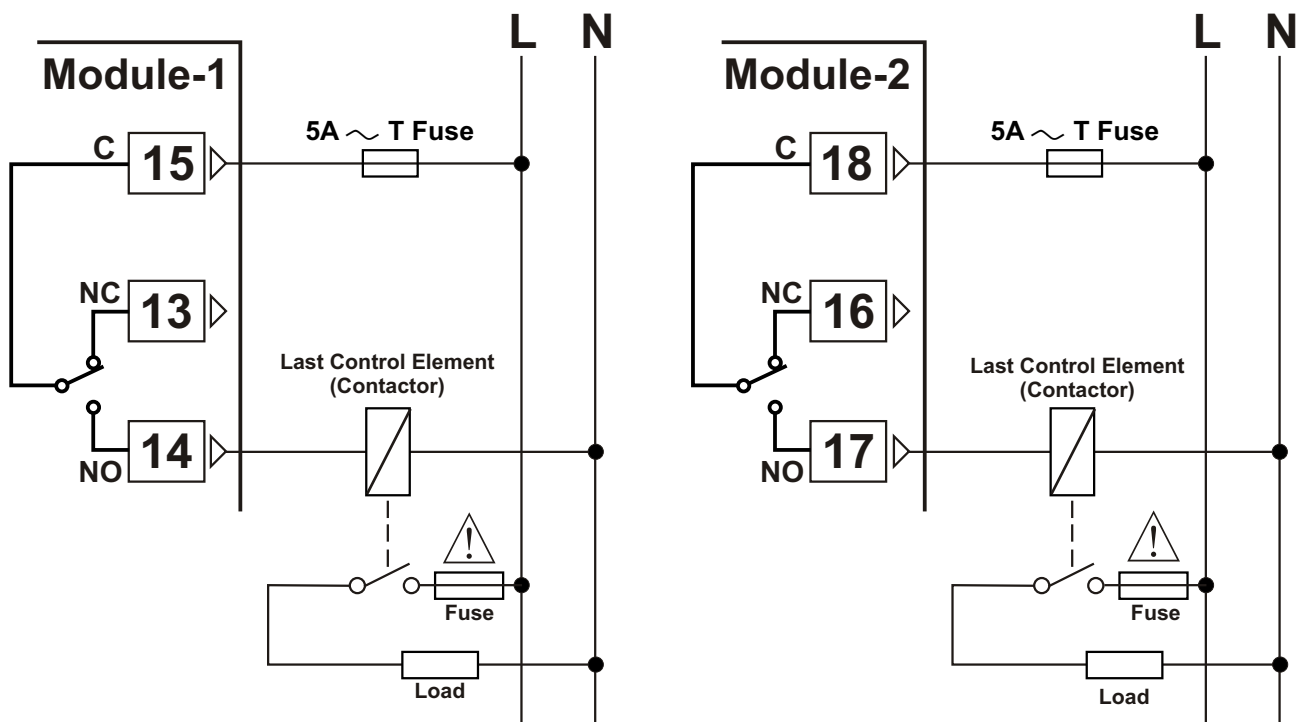 L N
Module-1
5A ~ T Fuse
C
15
NC
13
Last Control Element
(Contactor)
14
NO
!
Fuse
Load
L N
Module-2
5A ~ T Fuse
C
18
NC
16
Last Control Element
(Contactor)
17
NO
!
Fuse
Load